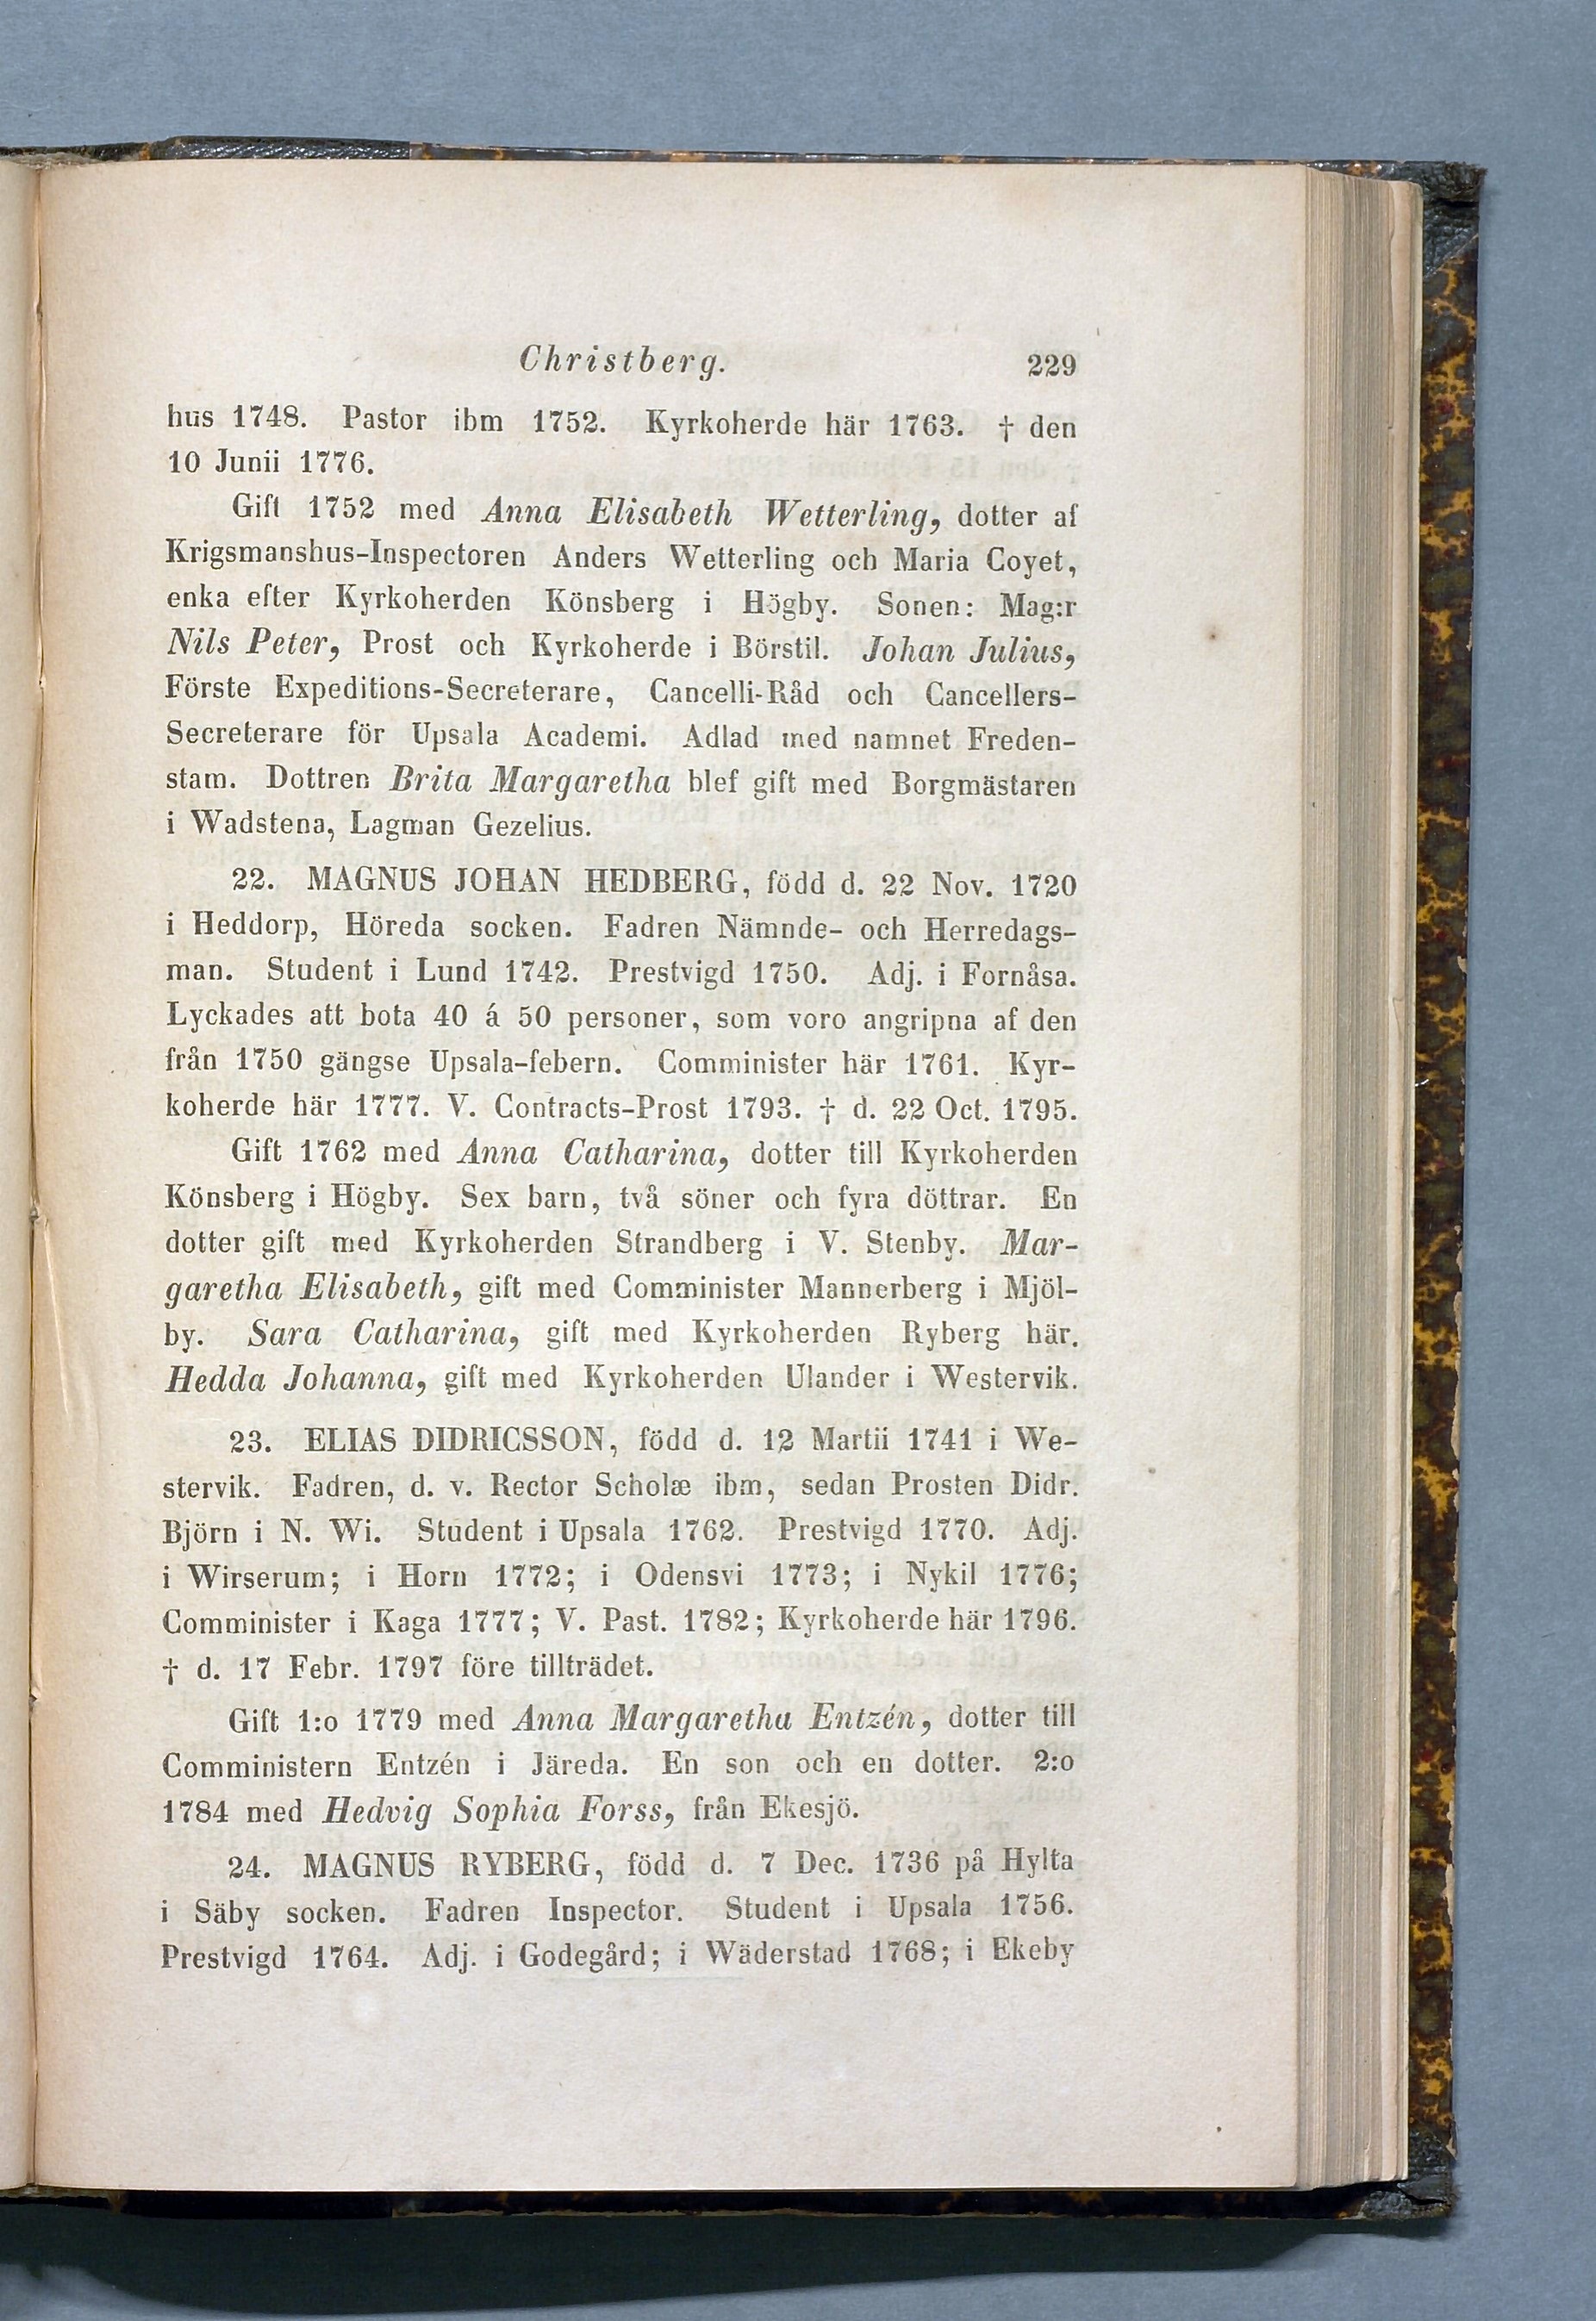 Christberg. 229
hus 1748. Pastor ibm 1752. Kyrkoherde här 1763. † den
10 Junii 1776.
Gift 1752 med Anna Elisabeth Wetterling, dotter af
Krigsmanshus-Inspectoren Anders Wetterling och Maria Coyet,
enka efter Kyrkoherden Könsberg i Högby. Sonen: Mag:r
Nils Peter, Prost och Kyrkoherde i Börstil. Johan Julius,
Förste Expeditions-Secreterare, Cancelli-Råd och Cancellers-
Secreterare för Upsala Academi. Adlad med namnet Freden-
stam. Dottren Brita Margaretha blef gift med Borgmästaren
i Wadstena, Lagman Gezelius.
22. MAGNUS JOHAN HEDBERG, född d. 22 Nov. 1720
i Heddorp, Höreda socken. Fadren Nämnde- och Herredags-
man. Student i Lund 1742. Prestvigd 1750. Adj. i Fornåsa.
Lyckades att bota 40 á 50 personer, som voro angripna af den
från 1750 gängse Upsala-febern. Comminister här 1761. Kyr-
koherde här 1777. V. Contracts-Prost 1793. † d. 22 Oct. 1795.
Gift 1762 med Anna Catharina, dotter till Kyrkoherden
Könsberg i Högby. Sex barn, två söner och fyra döttrar. En
dotter gift med Kyrkoherden Strandberg i V. Stenby. Mar-
garetha Elisabeth, gift med Comminister Mannerberg i Mjöl-
by. Sara Catharina, gift med Kyrkoherden Ryberg här.
Hedda Johanna, gift med Kyrkoherden Ulander i Westervik.
23. ELIAS DIDRICSSON, född d. 12 Martii 1741 i We-
stervik. Fadren, d. v. Rector Scholæ ibm, sedan Prosten Didr.
Björn i N. Wi. Student i Upsala 1762. Prestvigd 1770. Adj.
i Wirserum; i Horn 1772; i Odensvi 1773; i Nykil 1776;
Comminister i Kaga 1777; V. Past. 1782; Kyrkoherde här 1796.
† d. 17 Febr. 1797 före tillträdet.
Gift 1:o 1779 med Anna Margaretha Entzén, dotter till
Comministern Entzén i Järeda. En son och en dotter. 2:o
1784 med Hedvig Sophia Forss, från Ekesjö.
24. MAGNUS RYBERG, född d. 7 Dec. 1736 på Hylta
i Säby socken. Fadren Inspector. Student i Upsala 1756.
Prestvigd 1764. Adj. i Godegård; i Wäderstad 1768; i Ekeby